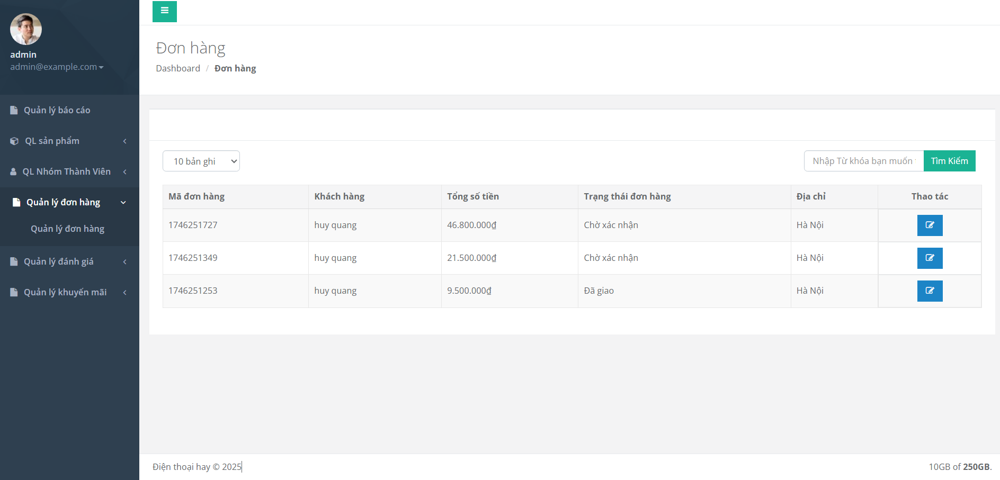 admin
admin@example.com
Quản lý báo cáo
QL sản phẩm
QL Nhóm Thành Viên
Quản lý đơn hàng
Quản lý đơn hàng
Quản lý đánh giá
Quản lý khuyến mãi
Đơn hàng
Dashboard / Đơn hàng
10 bản ghi
Nhập Từ khóa bạn muốn
Tìm Kiếm
Mã đơn hàng Khách hàng Tổng số tiền Trạng thái đơn hàng Địa chỉ Thao tác
1746251727 huy quang 46.800.000₫ Chờ xác nhận Hà Nội
1746251349 huy quang 21.500.000₫ Chờ xác nhận Hà Nội
1746251253 huy quang 9.500.000₫ Đã giao Hà Nội
Điện thoại hay © 2025
10GB of 250GB.